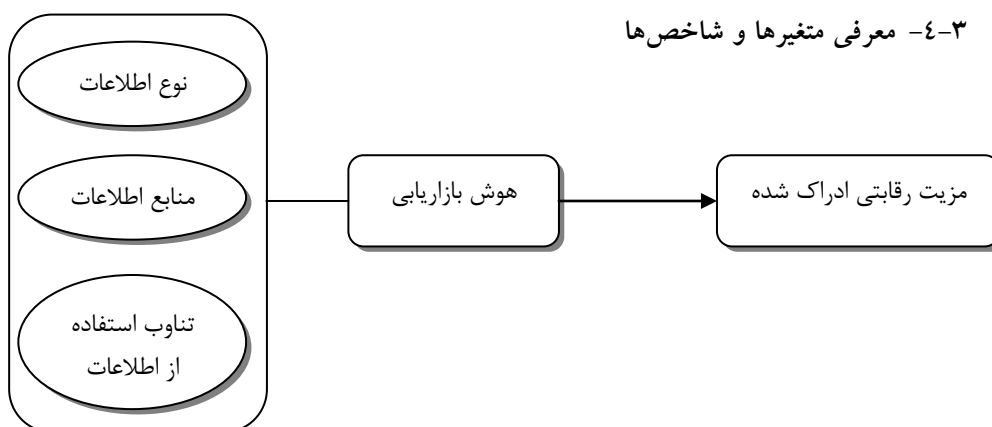 ۳-٤- معرفی متغیرها و شاخص‌ها
نوع اطلاعات
منابع اطلاعات
تناوب استفاده
از اطلاعات
هوش بازاریابی
مزیت رقابتی ادراک شده